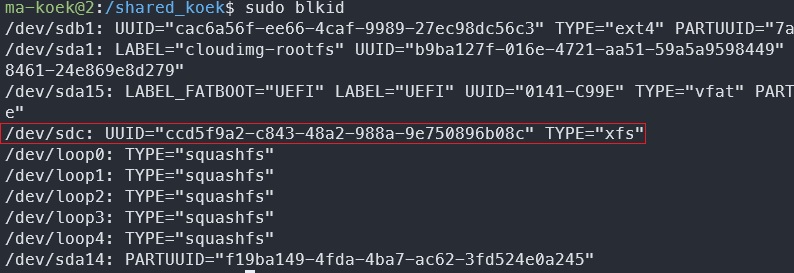 ma-koek@2:/shared_koek$ sudo blkid
/dev/sdb1: UUID="cac6a56f-ee66-4caf-9989-27ec98dc56c3" TYPE="ext4" PARTUUID="7a
/dev/sda1: LABEL="cloudimg-rootfs" UUID="b9ba127f-016e-4721-aa51-59a5a9598449"
8461-24e869e8d279"
/dev/sda15: LABEL_FATBOOT="UEFI" LABEL="UEFI" UUID="0141-C99E" TYPE="vfat" PART
e"
/dev/sdc: UUID="ccd5f9a2-c843-48a2-988a-9e750896b08c" TYPE="xfs"
/dev/loop0: TYPE="squashfs"
/dev/loop1: TYPE="squashfs"
/dev/loop2: TYPE="squashfs"
/dev/loop3: TYPE="squashfs"
/dev/loop4: TYPE="squashfs"
/dev/sda14: PARTUUID="f19ba149-4fda-4ba7-ac62-3fd524e0a245"